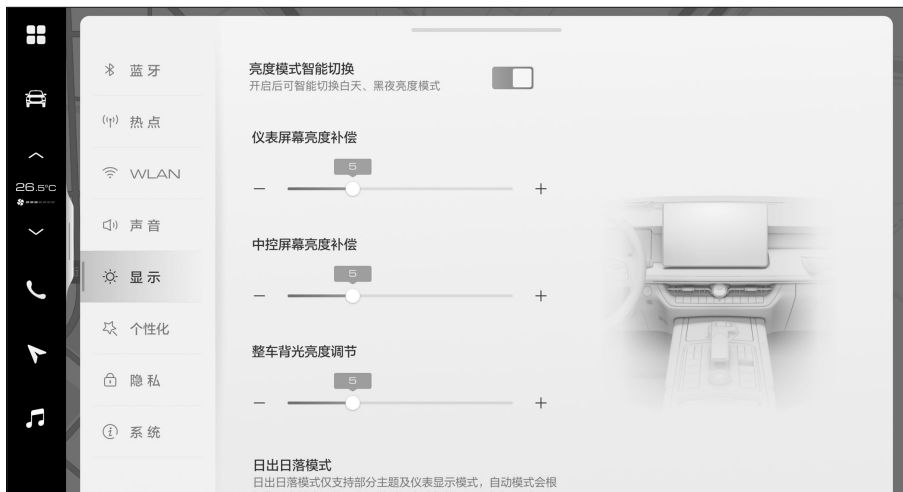 26.5°C
蓝牙
热点
WLAN
声音
显示
个性化
隐私
系统
亮度模式智能切换
开启后可智能切换白天、黑夜亮度模式
仪表屏幕亮度补偿
5
− +
中控屏幕亮度补偿
5
− +
整车背光亮度调节
5
− +
日出日落模式
日出日落模式仅支持部分主题及仪表显示模式，自动模式会根